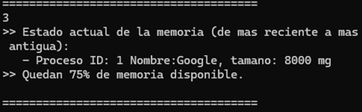 ======================================
3
>> Estado actual de la memoria (de mas reciente a mas
antigua):
- Proceso ID: 1 Nombre:Google, tamano: 8000 mg
>> Quedan 75% de memoria disponible.
======================================